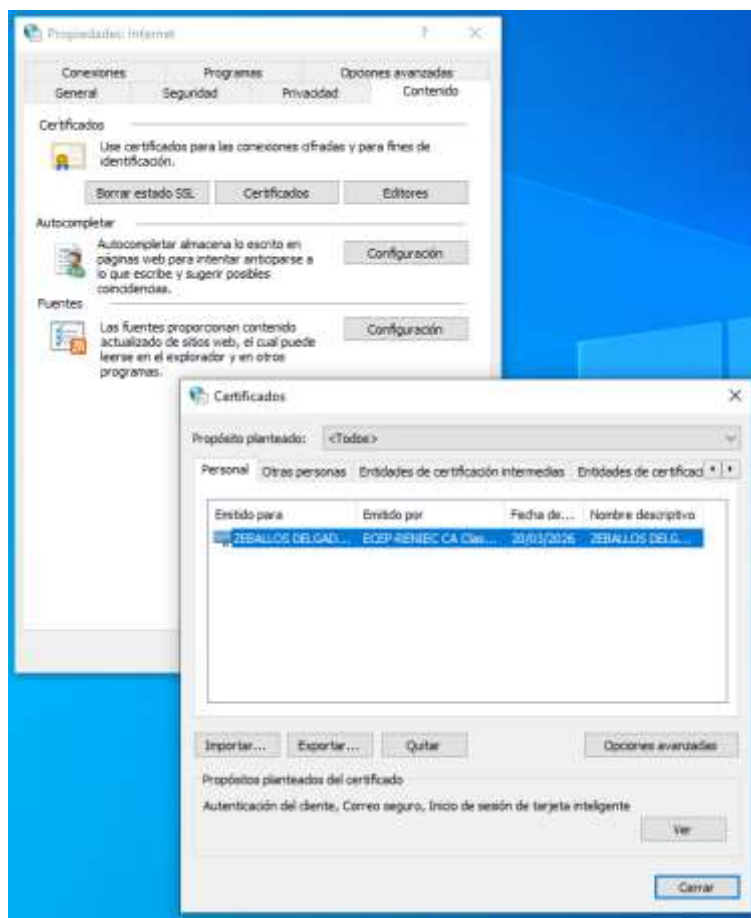 Propiedades: Internet
?
Conexiones Programas Opciones avanzadas
General Seguridad Privacidad Contenido
Certificados
Use certificados para las conexiones cifradas y para fines de
identificación.
Borrar estado SSL Certificados Editores
Autocompletar
Autocompletar almacena lo escrito en
páginas web para intentar anticiparse a
lo que escribe y sugerir posibles
coincidencias.
Configuración
Fuentes
Las fuentes proporcionan contenido
actualizado de sitios web, el cual puede
leerse en el explorador y en otros
programas.
Configuración
Certificados
Propósito planteado: <Todos>
Personal Otras personas Entidades de certificación intermedias Entidades de certificaci
Emitido para Emitido por Fecha de... Nombre descriptivo
ZEBALLOS DELGAD... ECEP-RENIEC CA Clas... 20/03/2026 ZEBALLOS DELG...
Importar... Exportar... Quitar Opciones avanzadas
Propósitos planteados del certificado
Autenticación del cliente, Correo seguro, Inicio de sesión de tarjeta inteligente
Ver
Cerrar